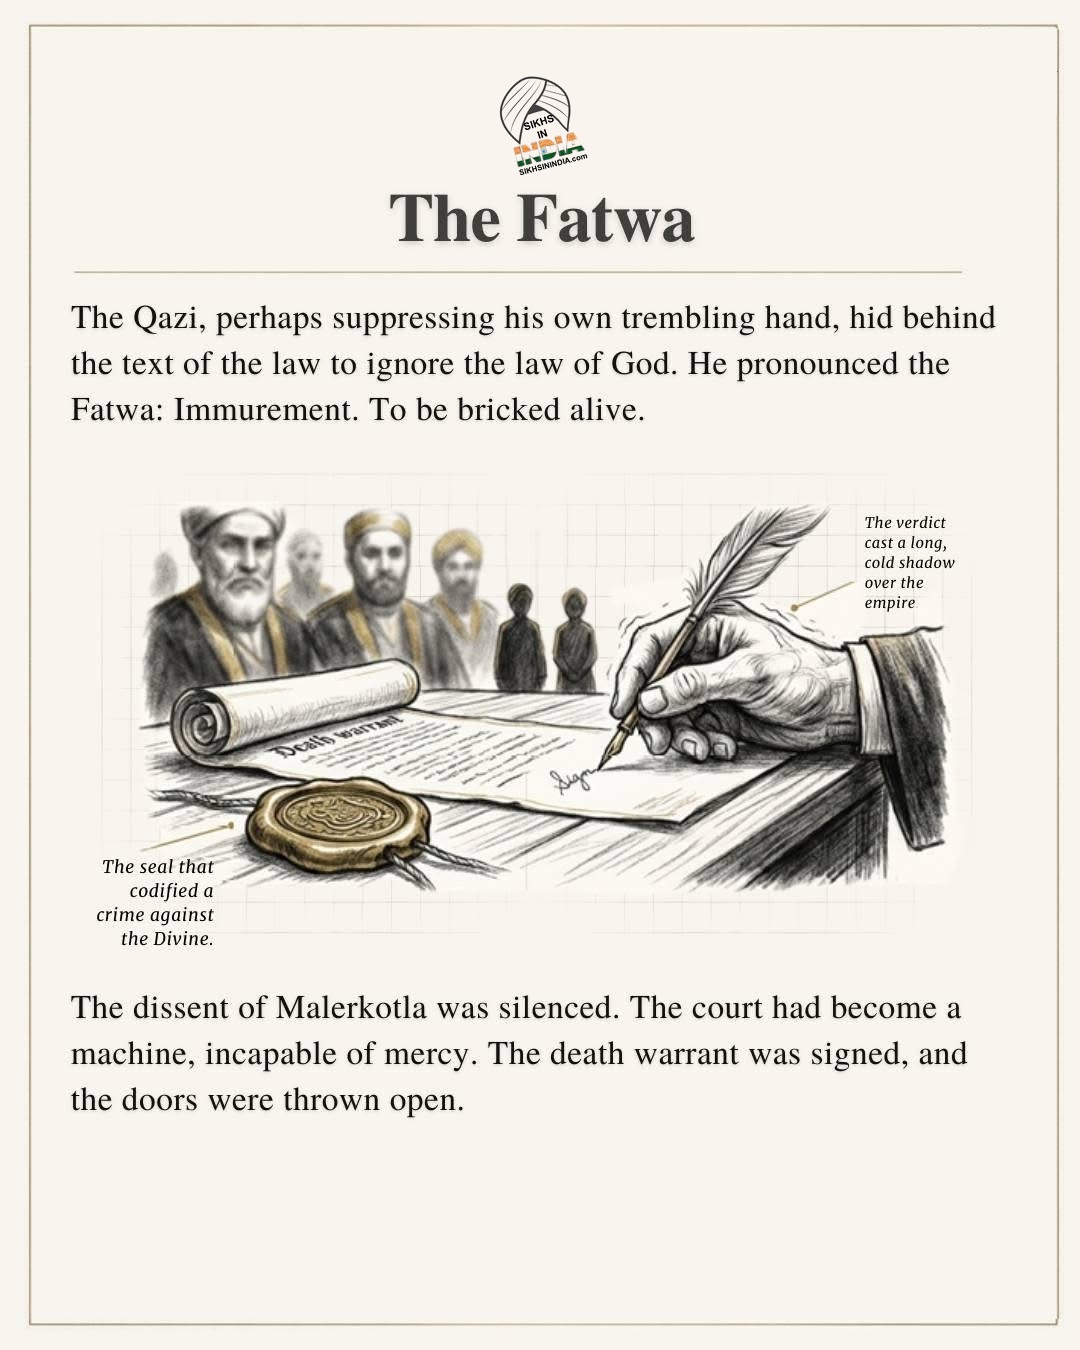 SIKHS
IN
INDIA
SIKHSININDIA.com
The Fatwa
The Qazi, perhaps suppressing his own trembling hand, hid behind
the text of the law to ignore the law of God. He pronounced the
Fatwa: Immurement. To be bricked alive.
The verdict
cast a long,
cold shadow
over the
empire
Death warrant
Sign
The seal that
codified a
crime against
the Divine.
The dissent of Malerkotla was silenced. The court had become a
machine, incapable of mercy. The death warrant was signed, and
the doors were thrown open.